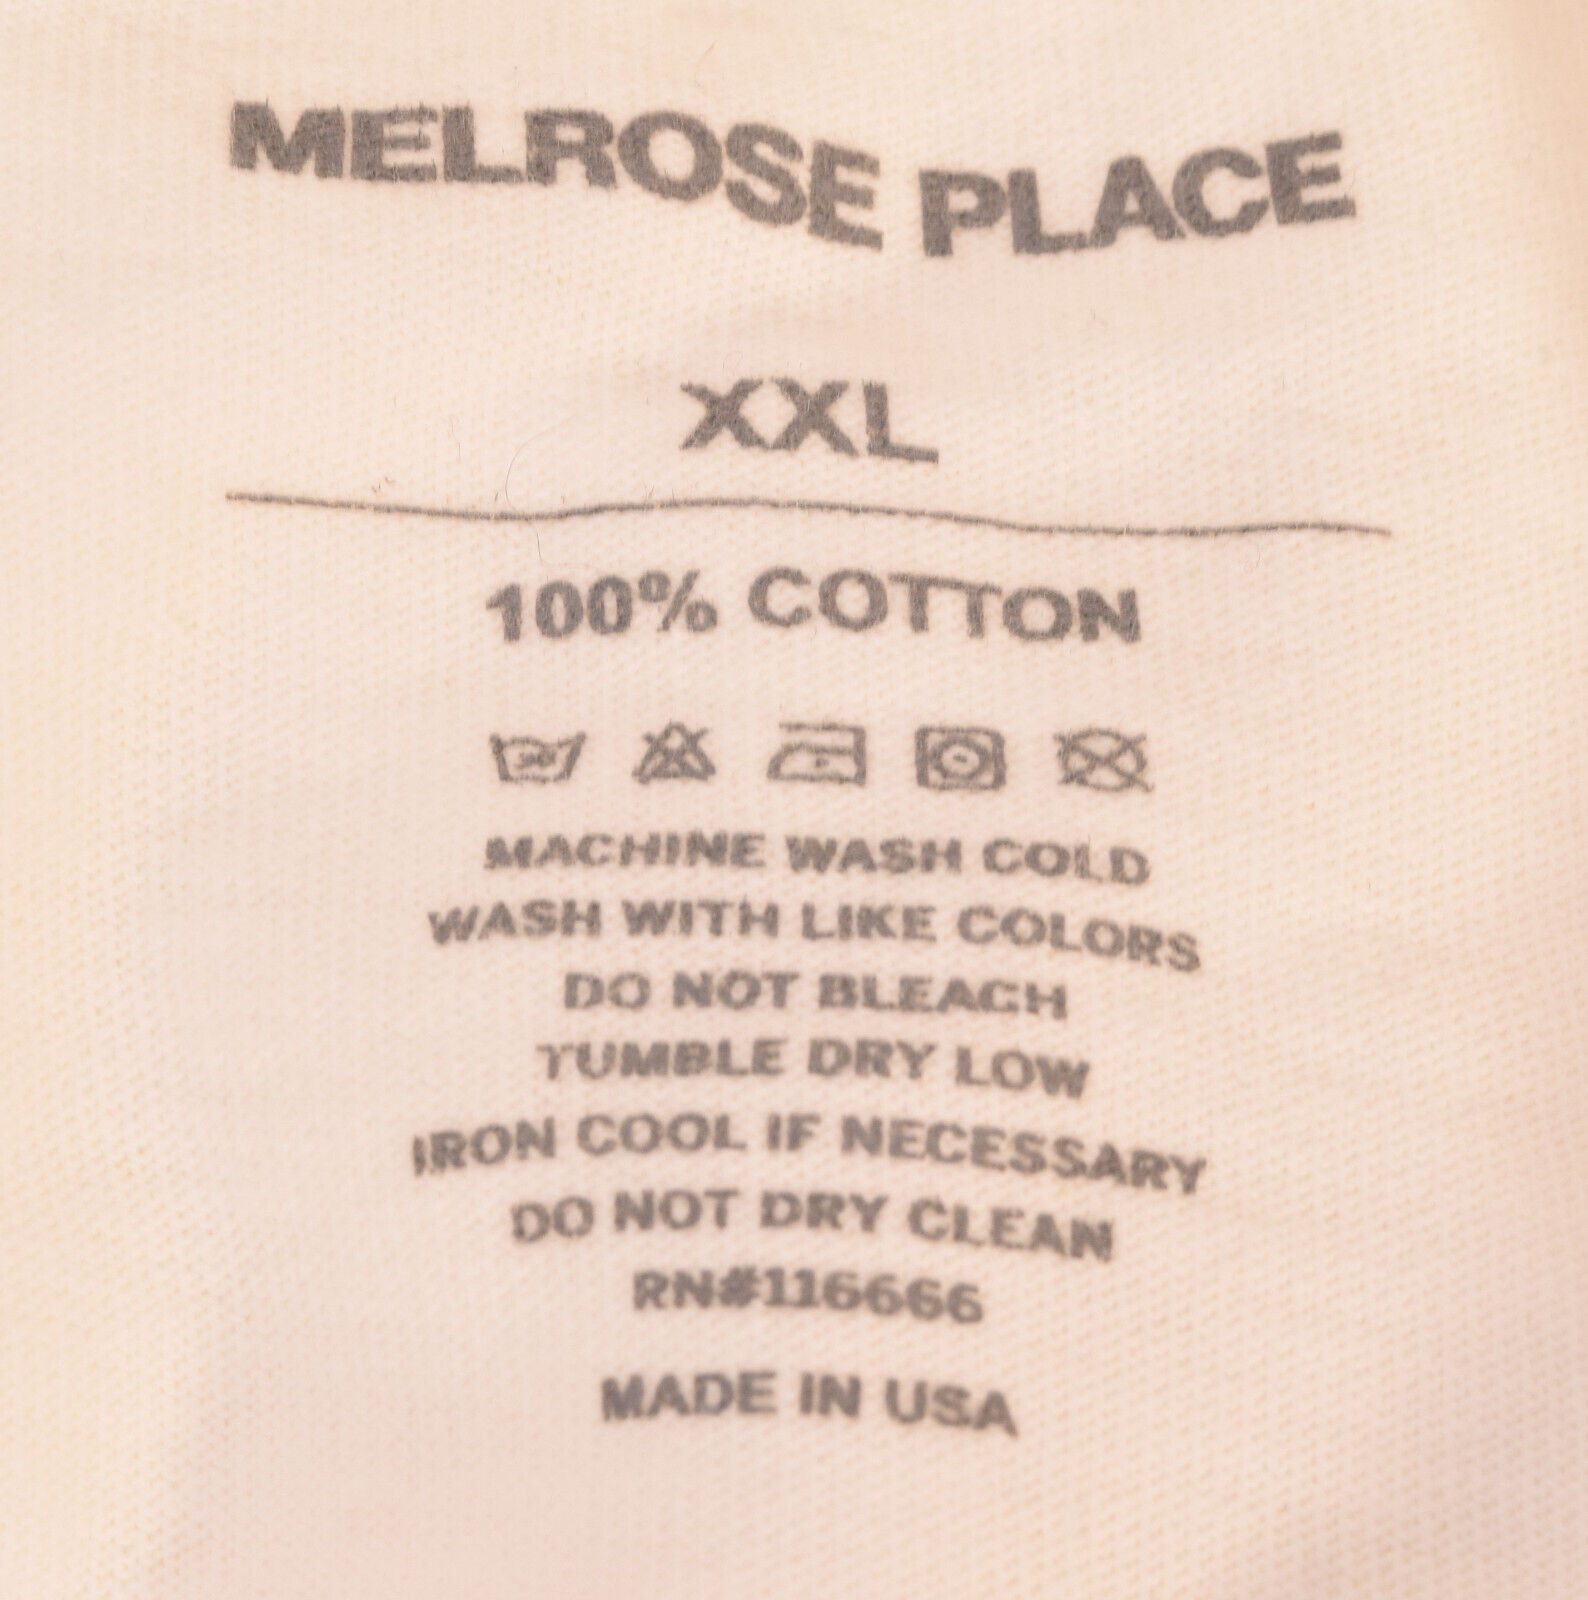 MELROSE PLACE
XXL
100% COTTON
30
MACHINE WASH COLD
WASH WITH LIKE COLORS
DO NOT BLEACH
TUMBLE DRY LOW
IRON COOL IF NECESSARY
DO NOT DRY CLEAN
RN#116666
MADE IN USA